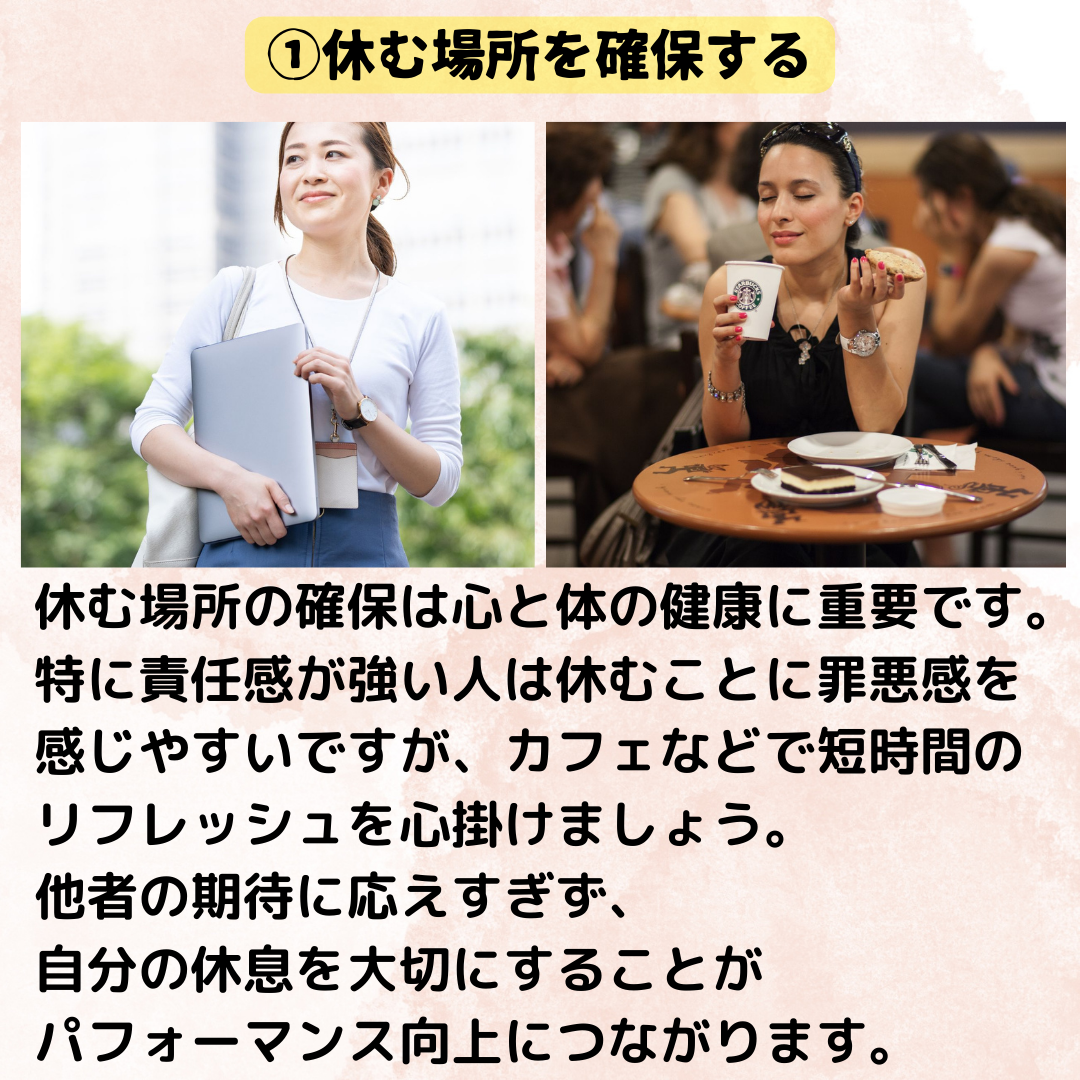 ①休む場所を確保する
STARBUCKS
COFFEE
休む場所の確保は心と体の健康に重要です。
特に責任感が強い人は休むことに罪悪感を
感じやすいですが、カフェなどで短時間の
リフレッシュを心掛けましょう。
他者の期待に応えすぎず、
自分の休息を大切にすることが
パフォーマンス向上につながります。